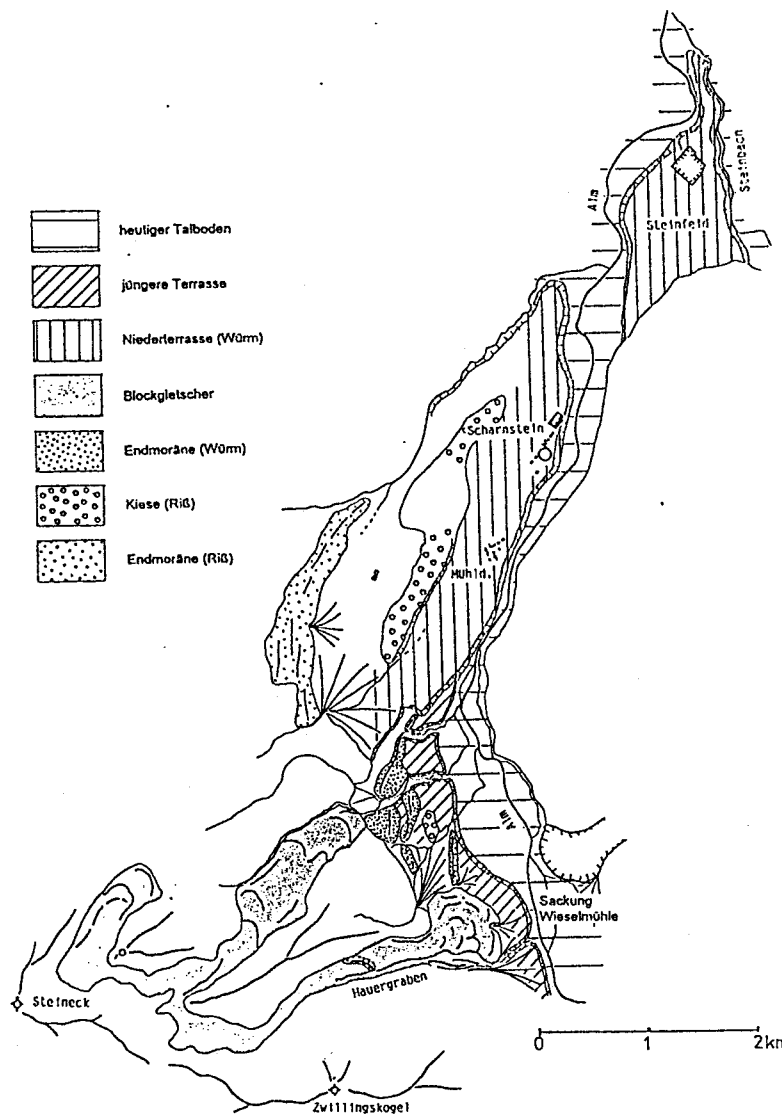 heutiger Talboden
jüngere Terrasse
Niederterrasse (Würm)
Blockgletscher
Endmoräne (Würm)
Kiese (Riß)
Endmoräne (Riß)
Alm
Steinbach
Steinfeld
Scharnstein
Mühld.
Alm
Sackung
Wieselmühle
Hauergraben
Steineck
Zwillingskogel
0 1 2km